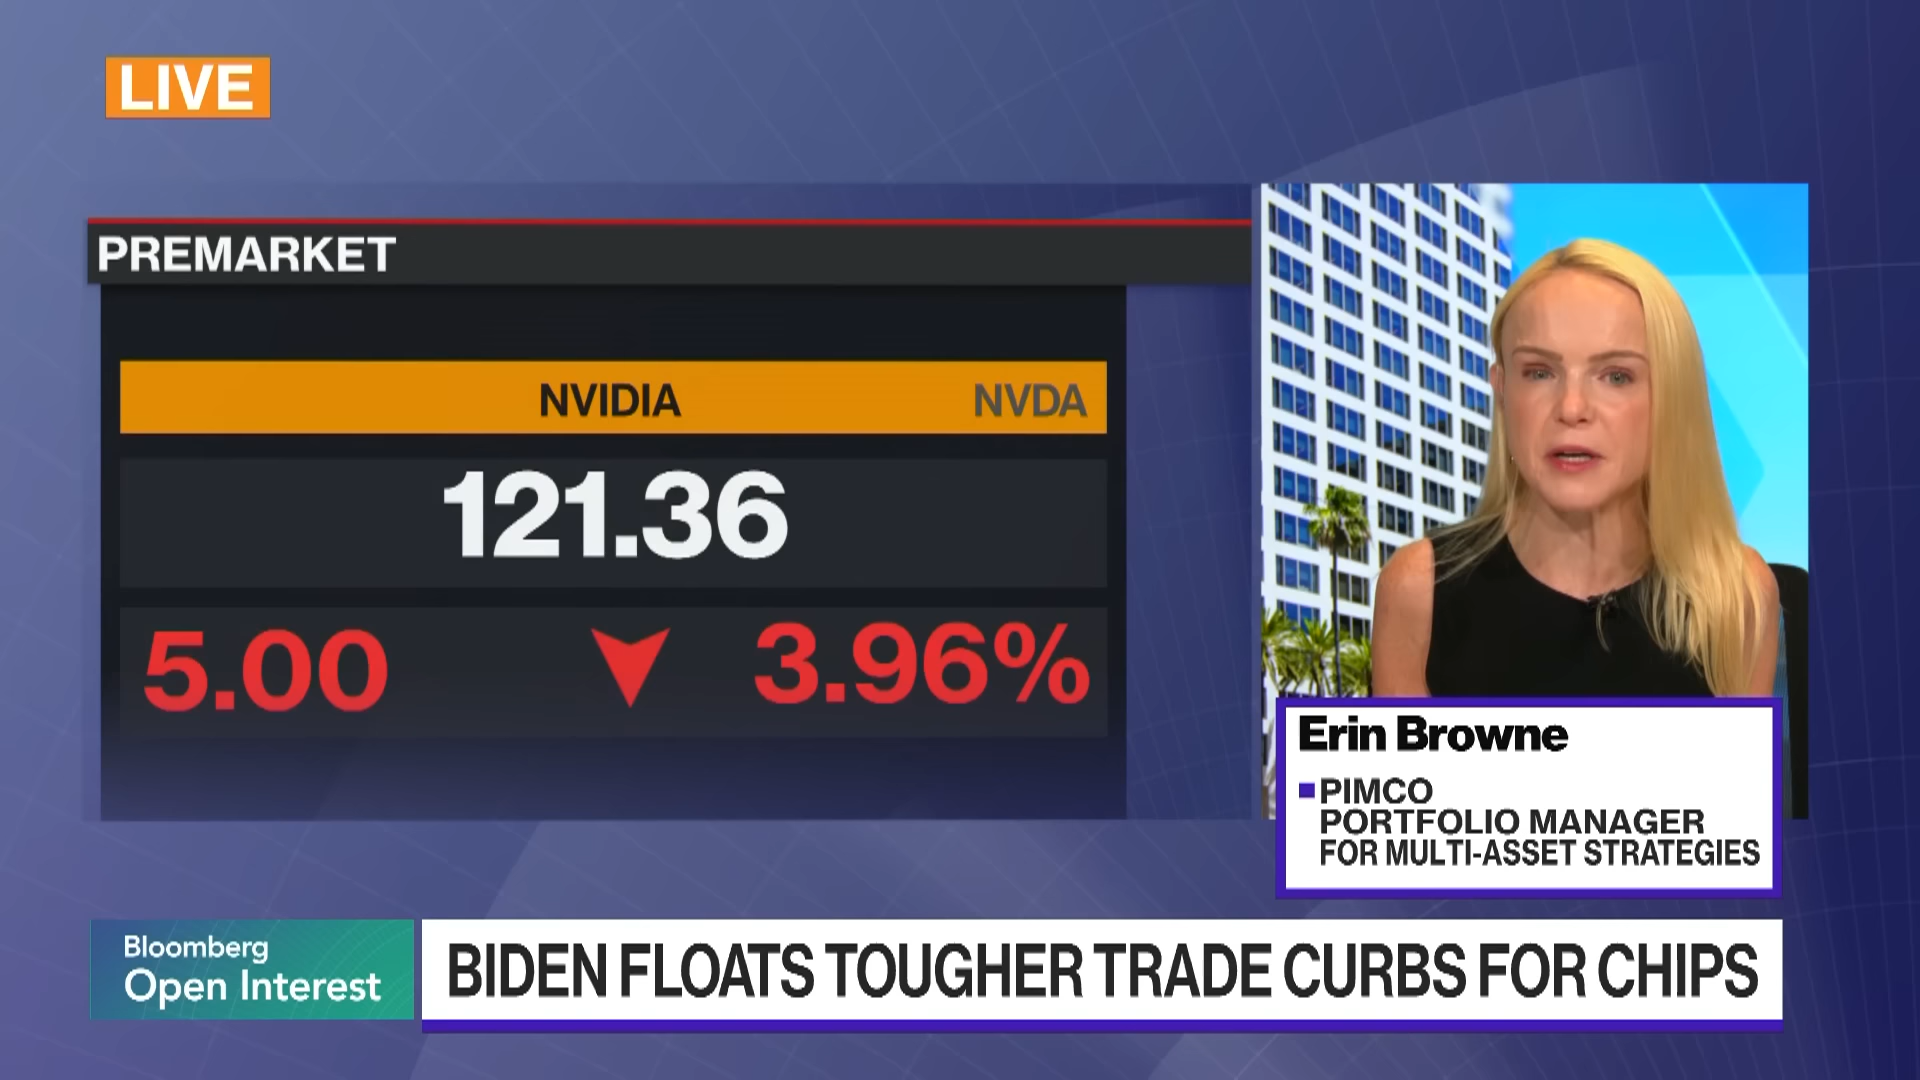 LIVE
PREMARKET
NVIDIA NVDA
121.36
5.00 3.96%
Erin Browne
PIMCO
PORTFOLIO MANAGER
FOR MULTI-ASSET STRATEGIES
Bloomberg
Open Interest
BIDEN FLOATS TOUGHER TRADE CURBS FOR CHIPS